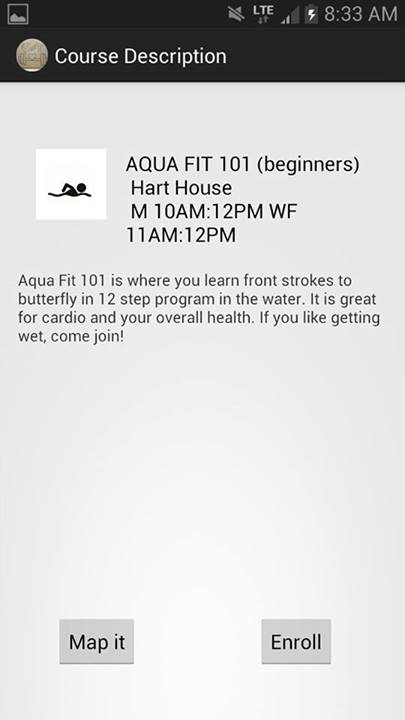 LTE 8:33 AM
Course Description
AQUA FIT 101 (beginners)
Hart House
M 10AM:12PM WF
11AM:12PM
Aqua Fit 101 is where you learn front strokes to
butterfly in 12 step program in the water. It is great
for cardio and your overall health. If you like getting
wet, come join!
Map it
Enroll